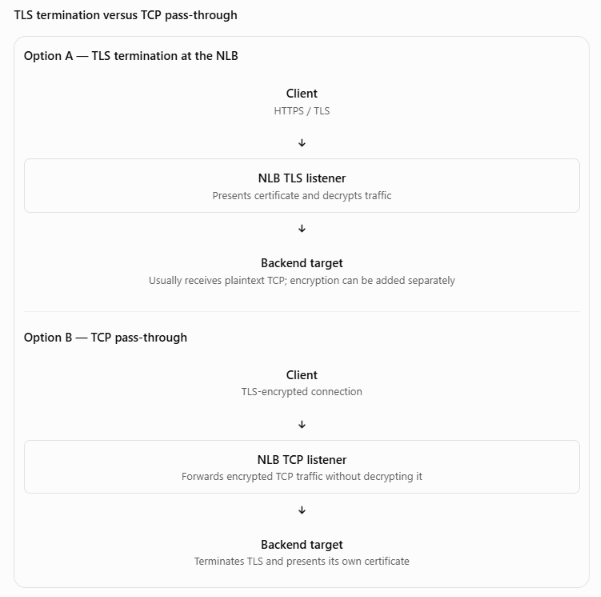 TLS termination versus TCP pass-through
Option A — TLS termination at the NLB
Client
HTTPS / TLS
↓
NLB TLS listener
Presents certificate and decrypts traffic
↓
Backend target
Usually receives plaintext TCP; encryption can be added separately
Option B — TCP pass-through
Client
TLS-encrypted connection
↓
NLB TCP listener
Forwards encrypted TCP traffic without decrypting it
↓
Backend target
Terminates TLS and presents its own certificate